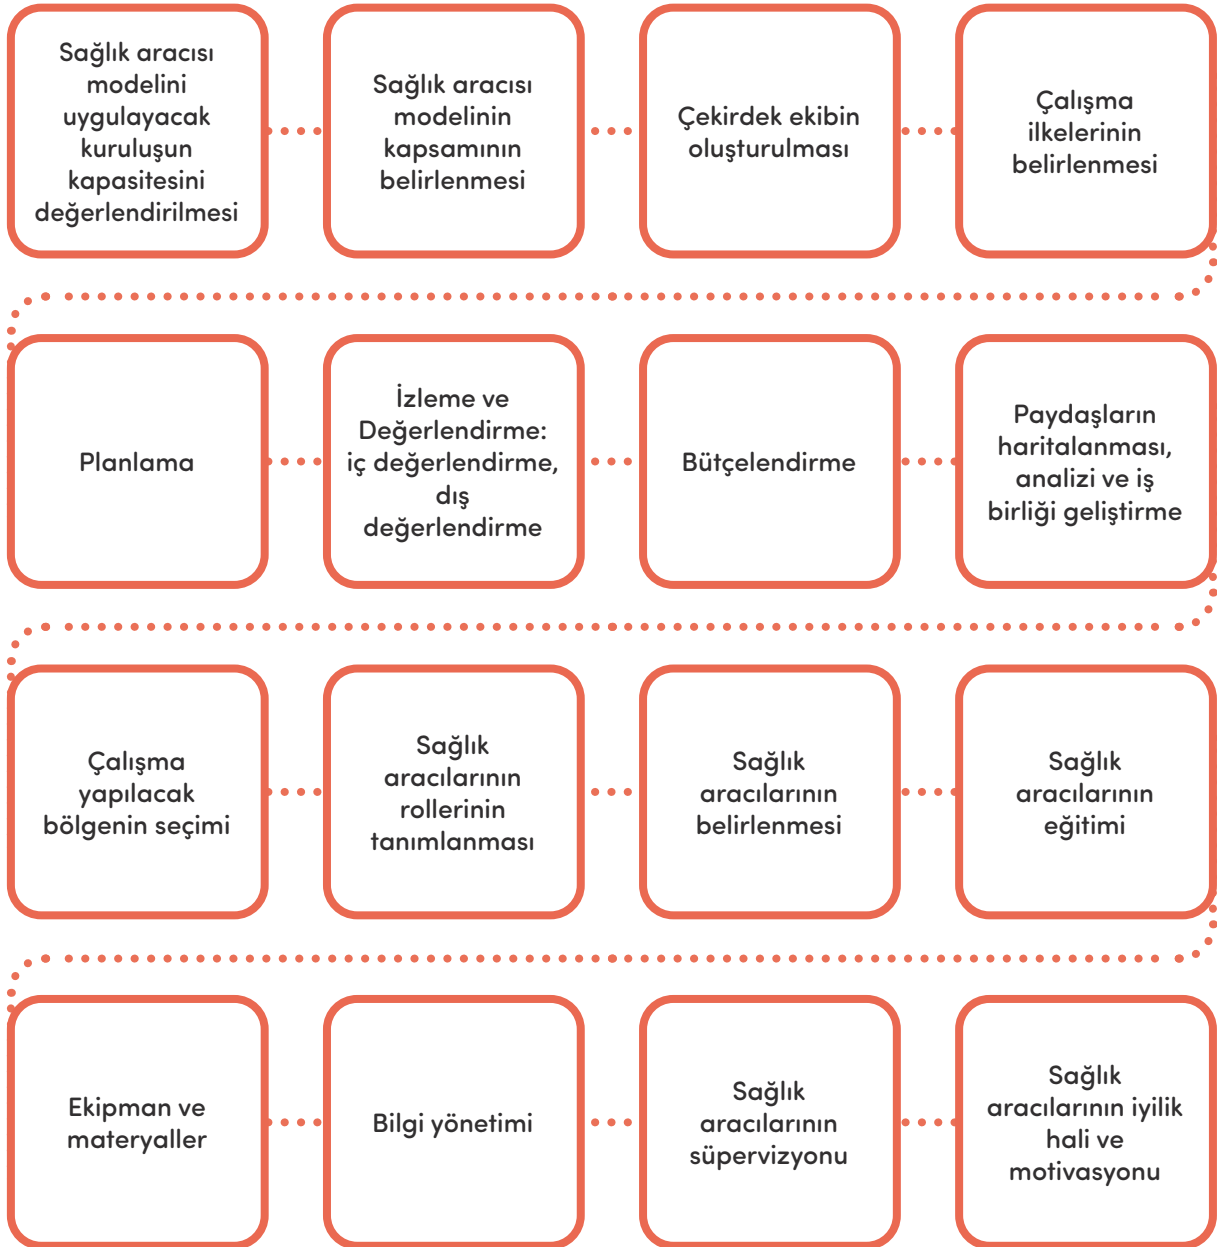 Sağlık aracısı
modelini
uygulayacak
kuruluşun
kapasitesini
değerlendirilmesi
Sağlık aracısı
modelinin
kapsamının
belirlenmesi
Çekirdek ekibin
oluşturulması
Çalışma
ilkelerinin
belirlenmesi
Planlama
İzleme ve
Değerlendirme:
iç değerlendirme,
dış
değerlendirme
Bütçelendirme
Paydaşların
haritalanması,
analizi ve iş
birliği geliştirme
Çalışma
yapılacak
bölgenin seçimi
Sağlık
aracılarının
rollerinin
tanımlanması
Sağlık
aracılarının
belirlenmesi
Sağlık
aracılarının
eğitimi
Ekipman ve
materyaller
Bilgi yönetimi
Sağlık
aracılarının
süpervizyonu
Sağlık
aracılarının iyilik
hali ve
motivasyonu